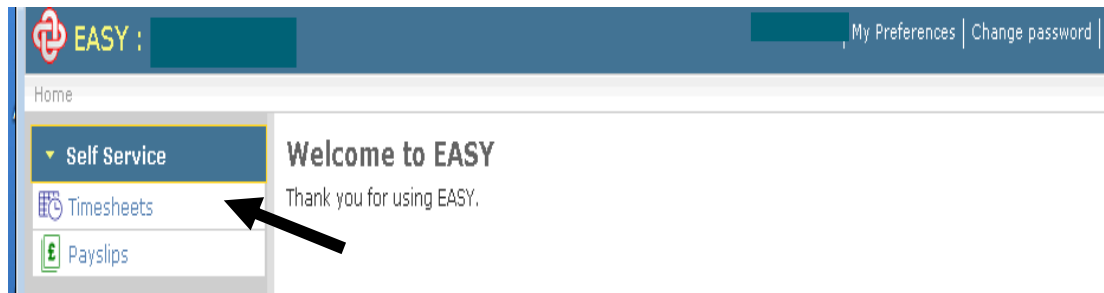 EASY :
My Preferences | Change password |
Home
Self Service
Welcome to EASY
Thank you for using EASY.
Timesheets
£ Payslips